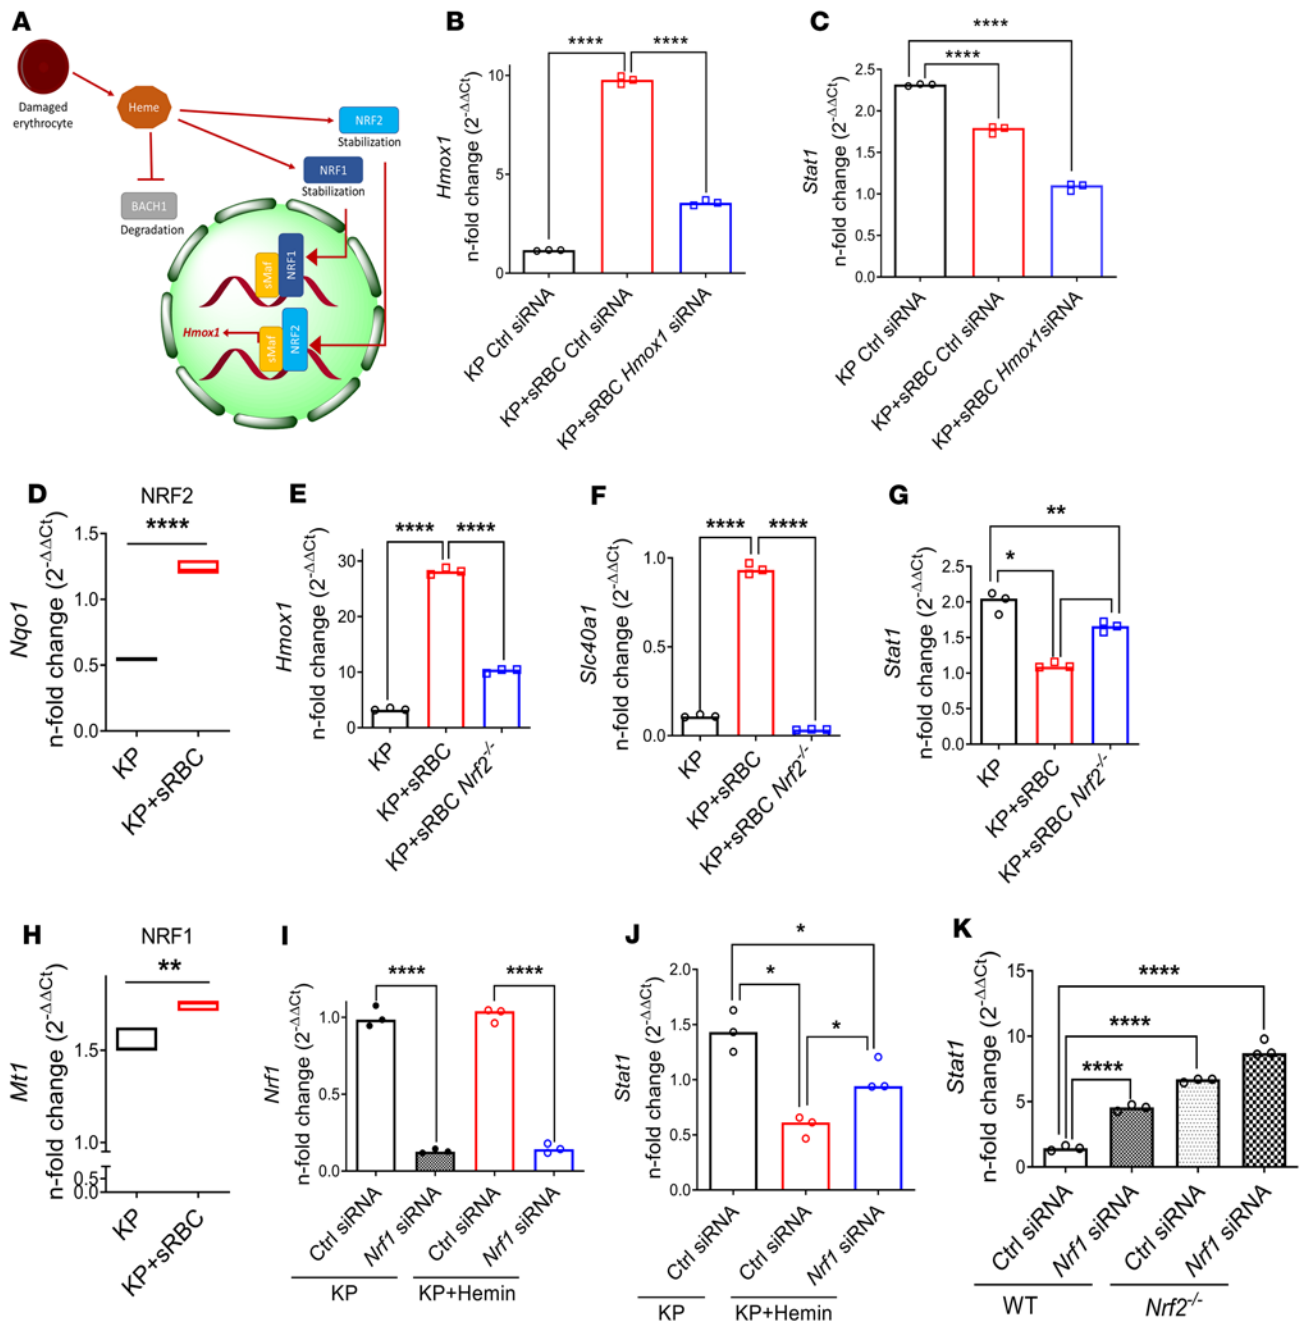 A
Damaged
erythrocyte
Heme
NRF2
Stabilization
NRF1
Stabilization
BACH1
Degradation
sMaf
NRF1
Hmox1
sMaf
NRF2
B
Hmox1
n-fold change (2-ΔΔCt)
****
****
10
5
0
KP Ctrl siRNA
KP+sRBC Ctrl siRNA
KP+sRBC Hmox1 siRNA
C
Stat1
n-fold change (2-ΔΔCt)
****
****
2.5
2.0
1.5
1.0
0.5
0.0
KP Ctrl siRNA
KP+sRBC Ctrl siRNA
KP+sRBC Hmox1siRNA
D
NRF2
****
Nqo1
n-fold change (2-ΔΔCt)
1.5
1.0
0.5
0.0
KP
KP+sRBC
E
Hmox1
n-fold change (2-ΔΔCt)
****
****
30
20
10
0
KP
KP+sRBC
KP+sRBC Nrf2-/-
F
Slc40a1
n-fold change (2-ΔΔCt)
****
****
1.0
0.5
0.0
KP
KP+sRBC
KP+sRBC Nrf2-/-
G
Stat1
n-fold change (2-ΔΔCt)
**
*
2.5
2.0
1.5
1.0
0.5
0.0
KP
KP+sRBC
KP+sRBC Nrf2-/-
H
NRF1
**
Mt1
n-fold change (2-ΔΔCt)
1.5
1.0
0.5
0.0
KP
KP+sRBC
I
Nrf1
n-fold change (2-ΔΔCt)
****
****
1.0
0.5
0.0
Ctrl siRNA
Nrf1 siRNA
Ctrl siRNA
Nrf1 siRNA
KP
KP+Hemin
J
Stat1
n-fold change (2-ΔΔCt)
*
*
*
2.0
1.5
1.0
0.5
0.0
Ctrl siRNA
Ctrl siRNA
Nrf1 siRNA
KP
KP+Hemin
K
Stat1
n-fold change (2-ΔΔCt)
****
****
****
15
10
5
0
Ctrl siRNA
Nrf1 siRNA
Ctrl siRNA
Nrf1 siRNA
WT
Nrf2-/-